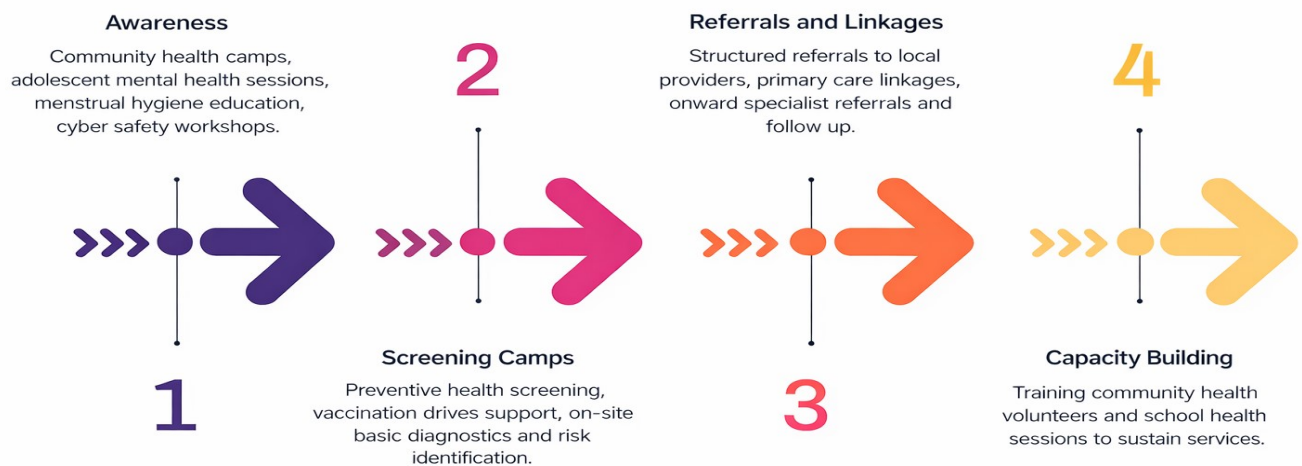 Awareness
Community health camps,
adolescent mental health sessions,
menstrual hygiene education,
cyber safety workshops.
1
2
Screening Camps
Preventive health screening,
vaccination drives support, on-site
basic diagnostics and risk
identification.
Referrals and Linkages
Structured referrals to local
providers, primary care linkages,
onward specialist referrals and
follow up.
3
4
Capacity Building
Training community health
volunteers and school health
sessions to sustain services.